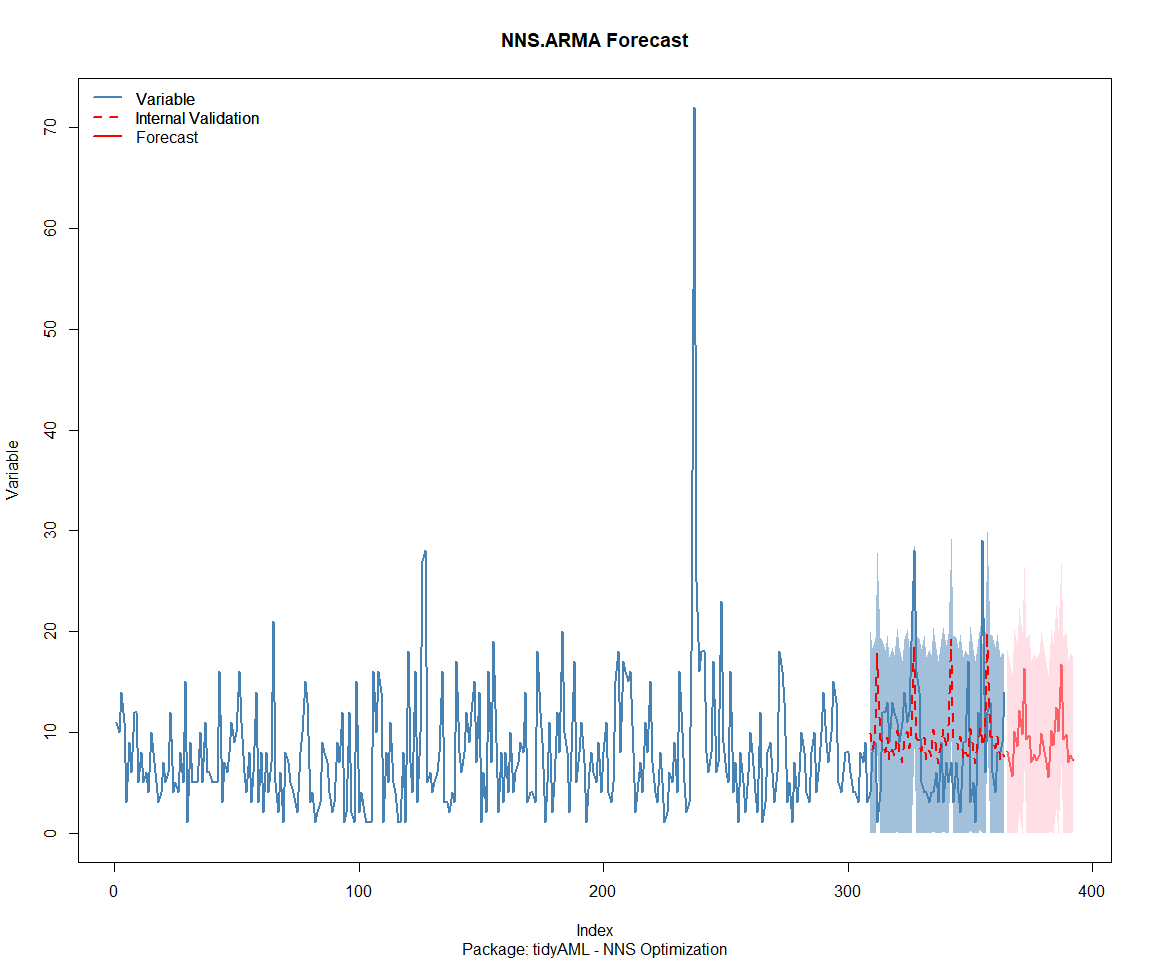 NNS.ARMA Forecast
Variable
Internal Validation
Forecast
Variable
70
60
50
40
30
20
10
0
0
100
200
300
400
Index
Package: tidyAML - NNS Optimization